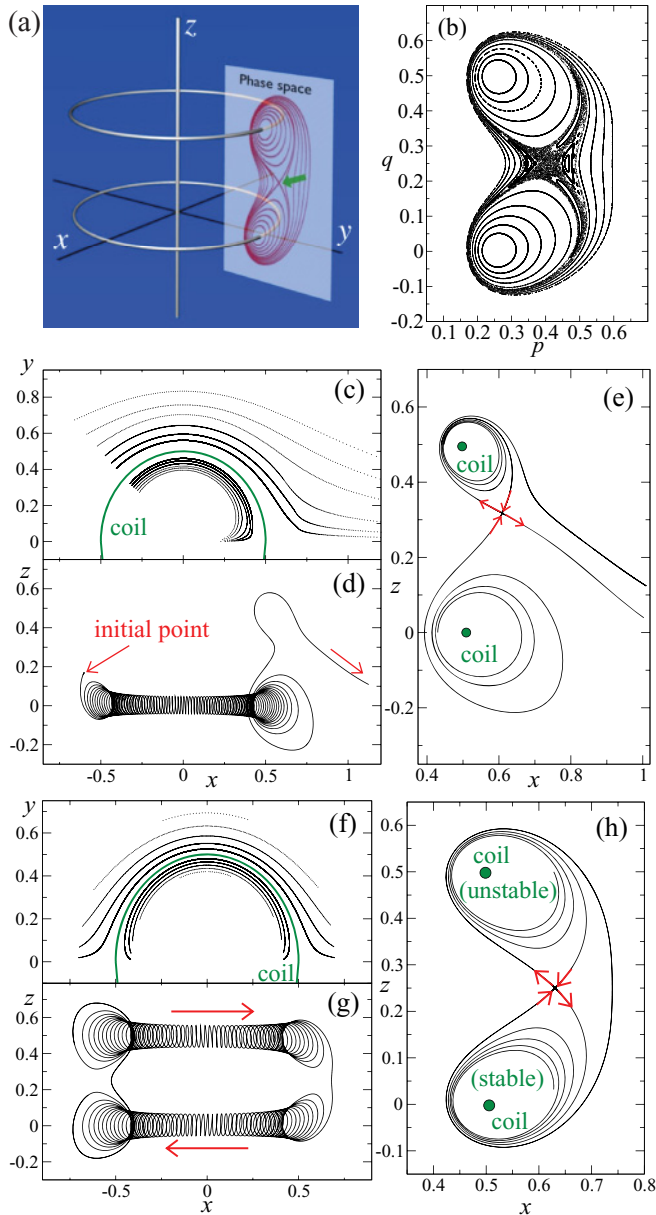 (a)
z
Phase space
x
y
(b)
0.6
0.5
0.4
q
0.3
0.2
0.1
0
-0.1
-0.2
0.1 0.2 0.3 0.4 0.5 0.6
p
y
(c)
0.8
0.6
0.4
0.2
0
coil
z
(d)
0.4
initial point
0.2
0
-0.2
-0.5 0 0.5 1
x
(e)
0.6
0.4
0.2
z
0
-0.2
coil
coil
0.4 0.6 0.8 1
x
y
(f)
0.6
0.4
0.2
0
coil
z
(g)
0.6
0.4
0.2
0
-0.2
-0.5 0 0.5
x
(h)
0.6
0.5
0.4
0.3
z
0.2
0.1
0
-0.1
coil
(unstable)
(stable)
coil
0.4 0.5 0.6 0.7 0.8
x